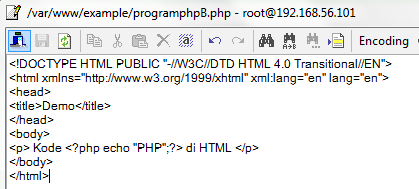 /var/www/example/programphpB.php - root@192.168.56.101
Encoding
<!DOCTYPE HTML PUBLIC "-//W3C//DTD HTML 4.0 Transitional//EN">
<html xmlns="http://www.w3.org/1999/xhtml" xml:lang="en" lang="en">
<head>
<title>Demo</title>
</head>
<body>
<p> Kode <?php echo "PHP";?> di HTML </p>
</body>
</html>